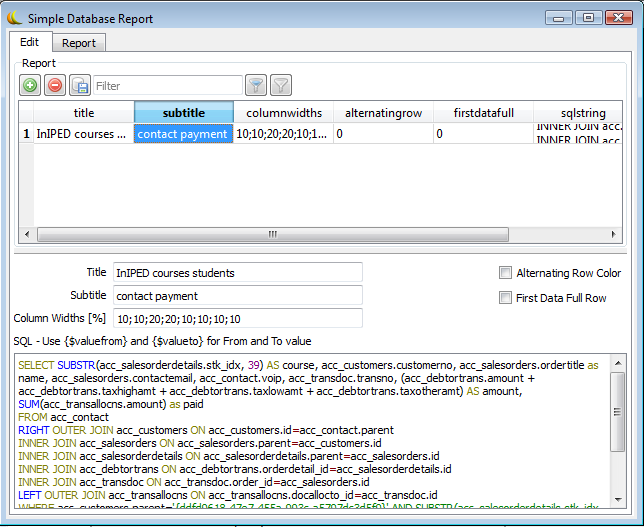 Simple Database Report
Edit Report
Report
Filter
title subtitle columnwidths alternatingrow firstdatafull sqlstring
1 InIPED courses ... contact payment 10;10;20;20;10;1... 0 0 INNER JOIN acc.
INNER JOIN acc.
Title InIPED courses students Alternating Row Color
Subtitle contact payment First Data Full Row
Column Widths [%] 10;10;20;20;10;10;10;10
SQL - Use {$valuefrom} and {$valueto} for From and To value
SELECT SUBSTR(acc_salesorderdetails.stk_idx, 39) AS course, acc_customers.customerno, acc_salesorders.ordertitle as
name, acc_salesorders.contactemail, acc_contact.voip, acc_transdoc.transno, (acc_debtortrans.amount +
acc_debtortrans.taxhighamt + acc_debtortrans.taxlowamt + acc_debtortrans.taxotheramt) AS amount,
SUM(acc_transallocns.amount) as paid
FROM acc_contact
RIGHT OUTER JOIN acc_customers ON acc_customers.id=acc_contact.parent
INNER JOIN acc_salesorders ON acc_salesorders.parent=acc_customers.id
INNER JOIN acc_salesorderdetails ON acc_salesorderdetails.parent=acc_salesorders.id
INNER JOIN acc_debtortrans ON acc_debtortrans.orderdetail_id=acc_salesorderdetails.id
INNER JOIN acc_transdoc ON acc_transdoc.order_id=acc_salesorders.id
LEFT OUTER JOIN acc_transallocns ON acc_transallocns.docallocto_id=acc_transdoc.id
WHERE acc_customers.parent= AND SUBSTR(acc_salesorderdetails.stk_idx,